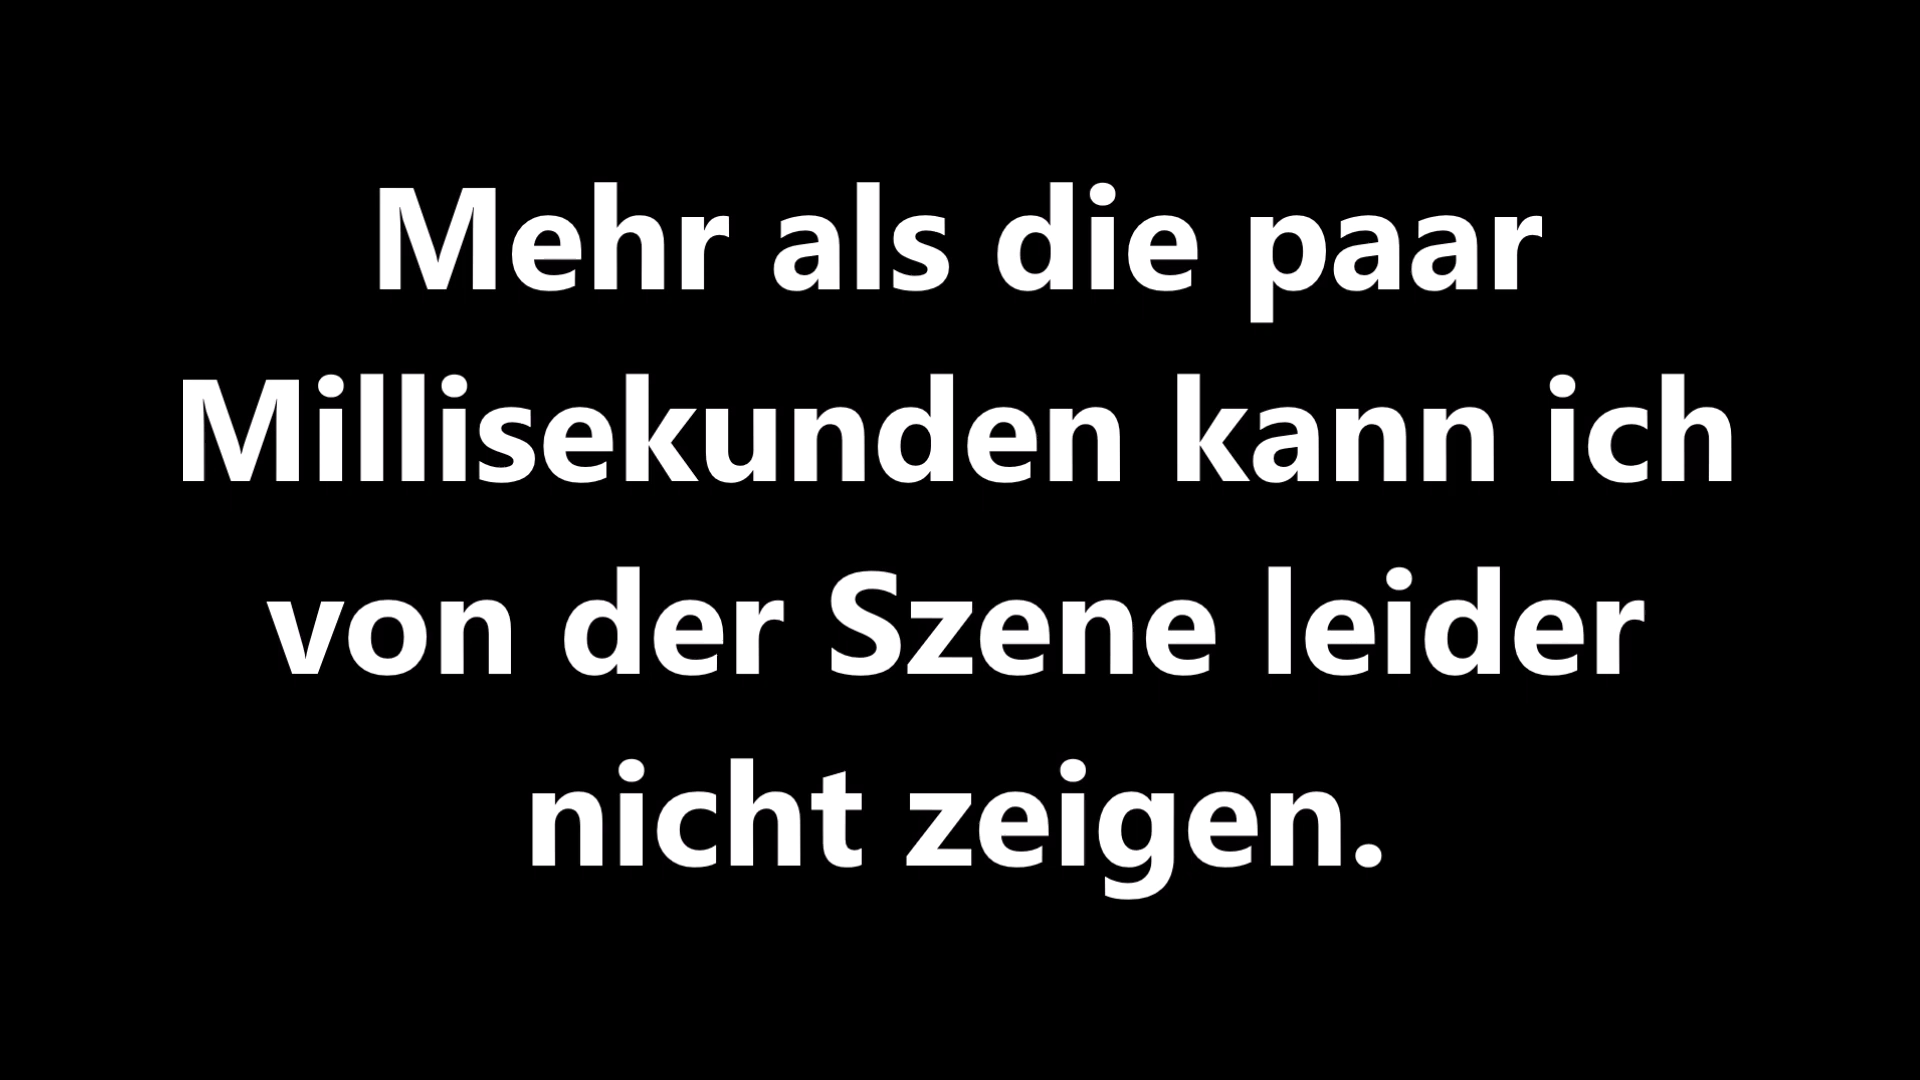 Mehr als die paar
Millisekunden kann ich
von der Szene leider
nicht zeigen.